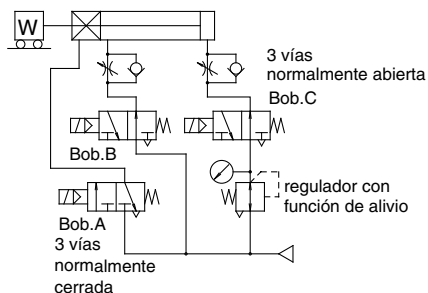 W
3 vías
normalmente abierta
Bob.C
Bob.B
regulador con
función de alivio
Bob.A
3 vías
normalmente
cerrada